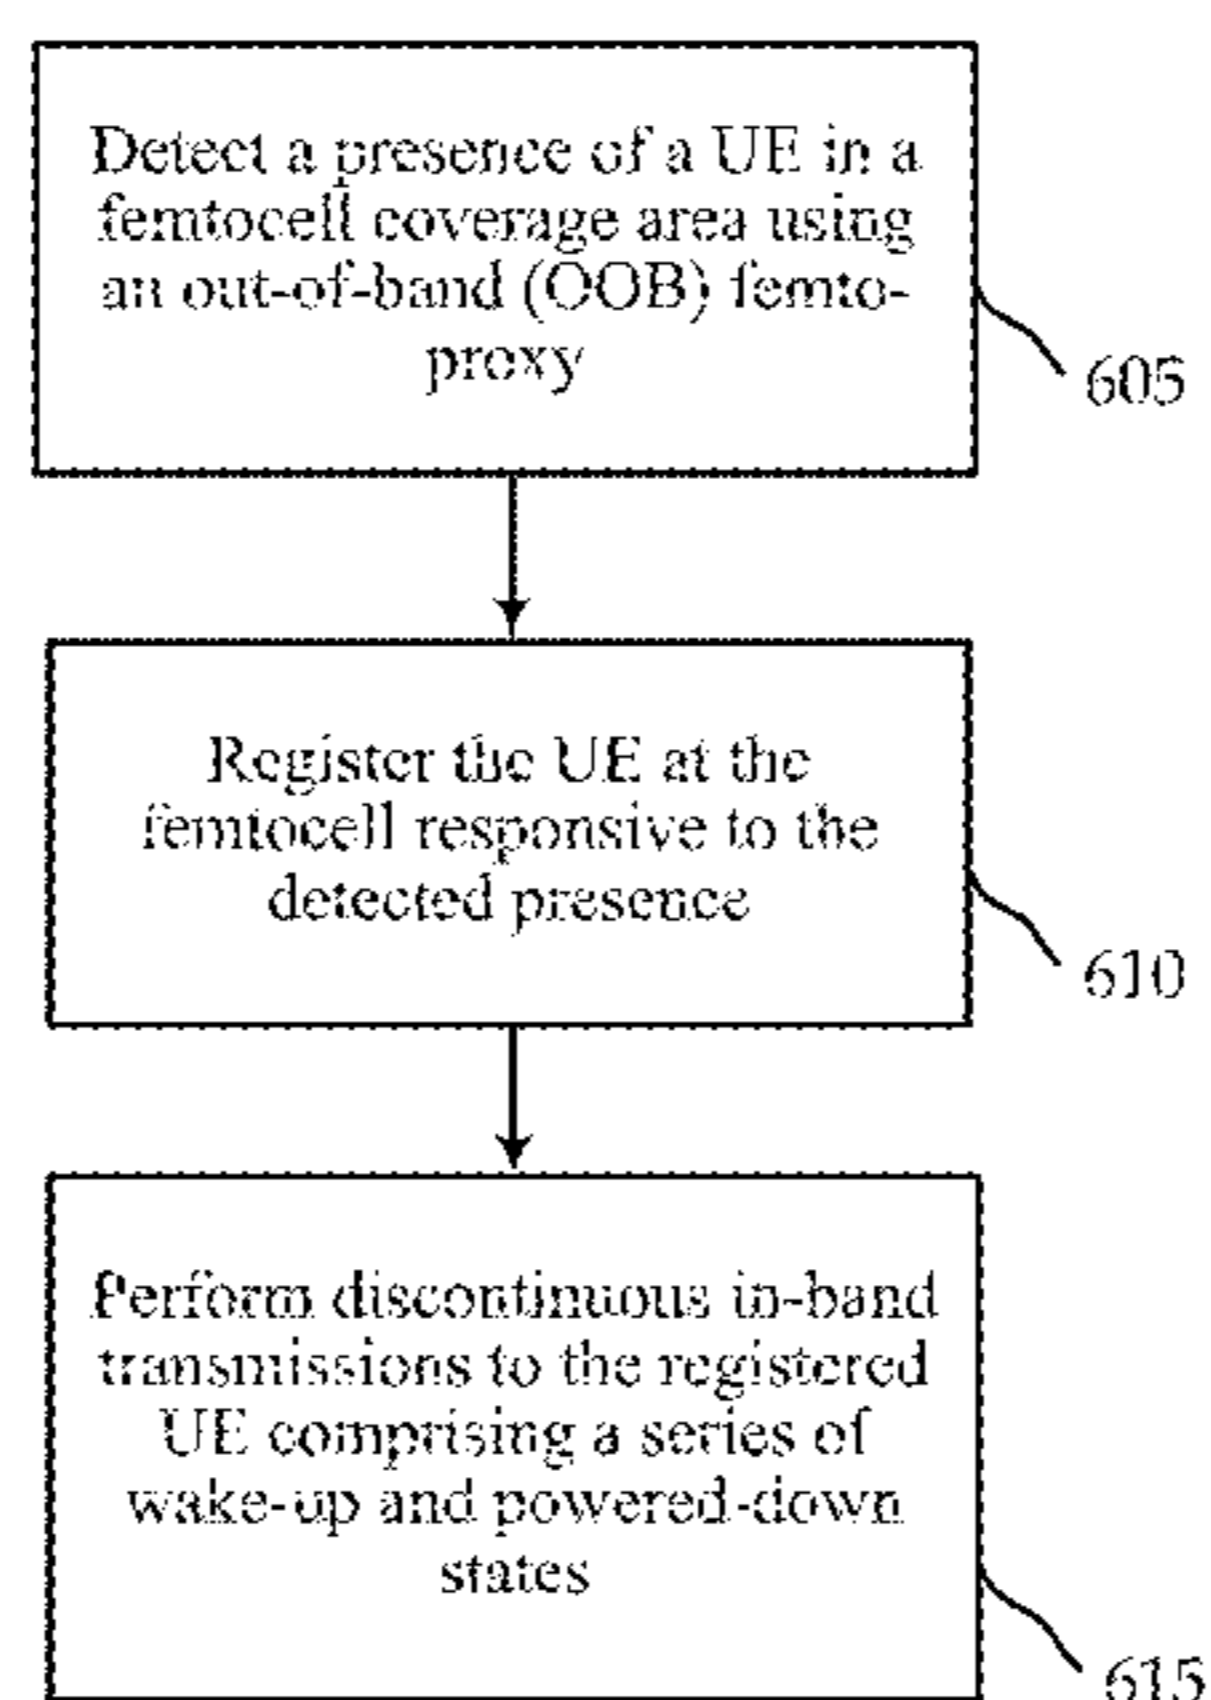 Detect a presence of a UE in a
femtocell coverage area using
an out-of-band (OOB) femto-
proxy
605
Register the UE at the
femtocell responsive to the
detected presence
610
Perform discontinuous in-band
transmissions to the registered
UE comprising a series of
wake-up and powered-down
states
615